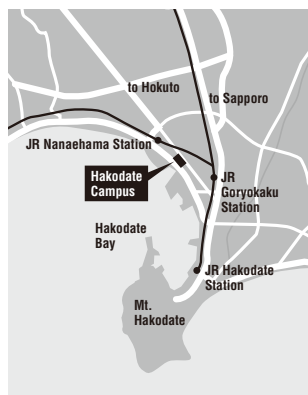 to Hokuto
to Sapporo
JR Nanaehama Station
Hakodate
Campus
JR
Goryokaku
Station
Hakodate
Bay
JR Hakodate
Station
Mt.
Hakodate